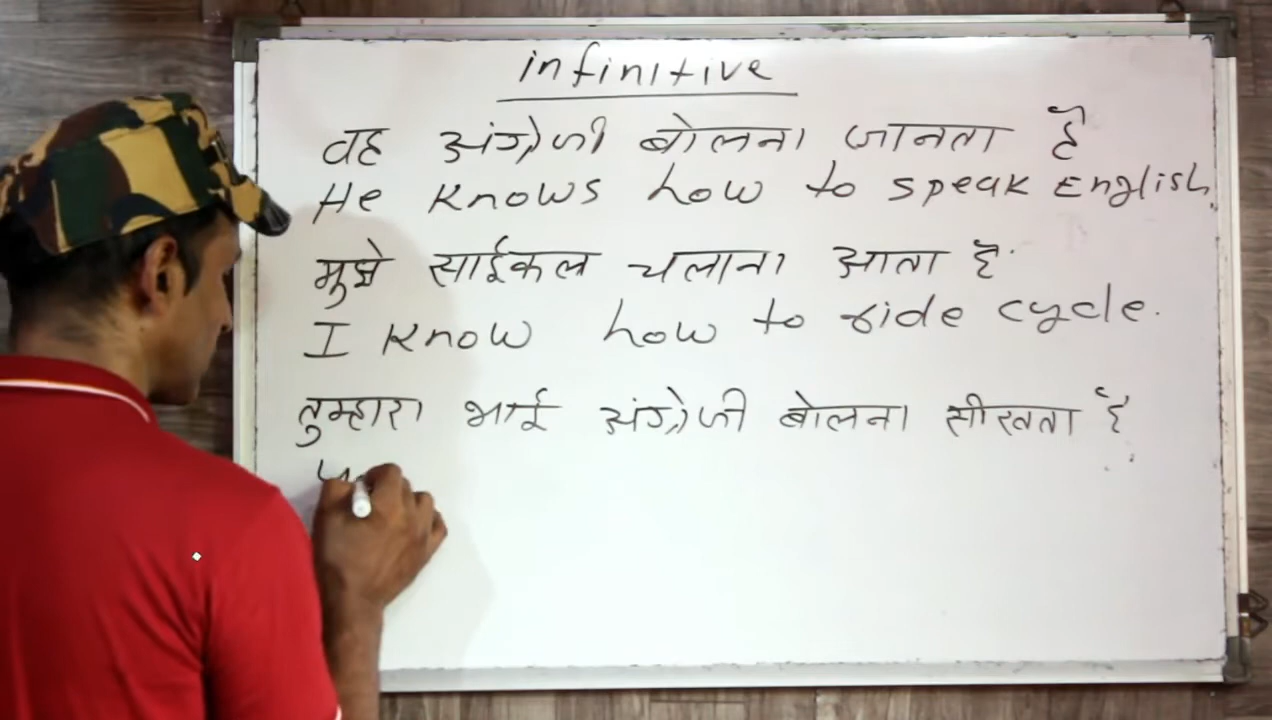 infinitive
वह अंग्रेजी बोलना जानता है
He knows how to speak English.
मुझे साईकल चलाना आता है.
I know how to ride cycle.
तुम्हारा भाई अंग्रेजी बोलना सीखता है